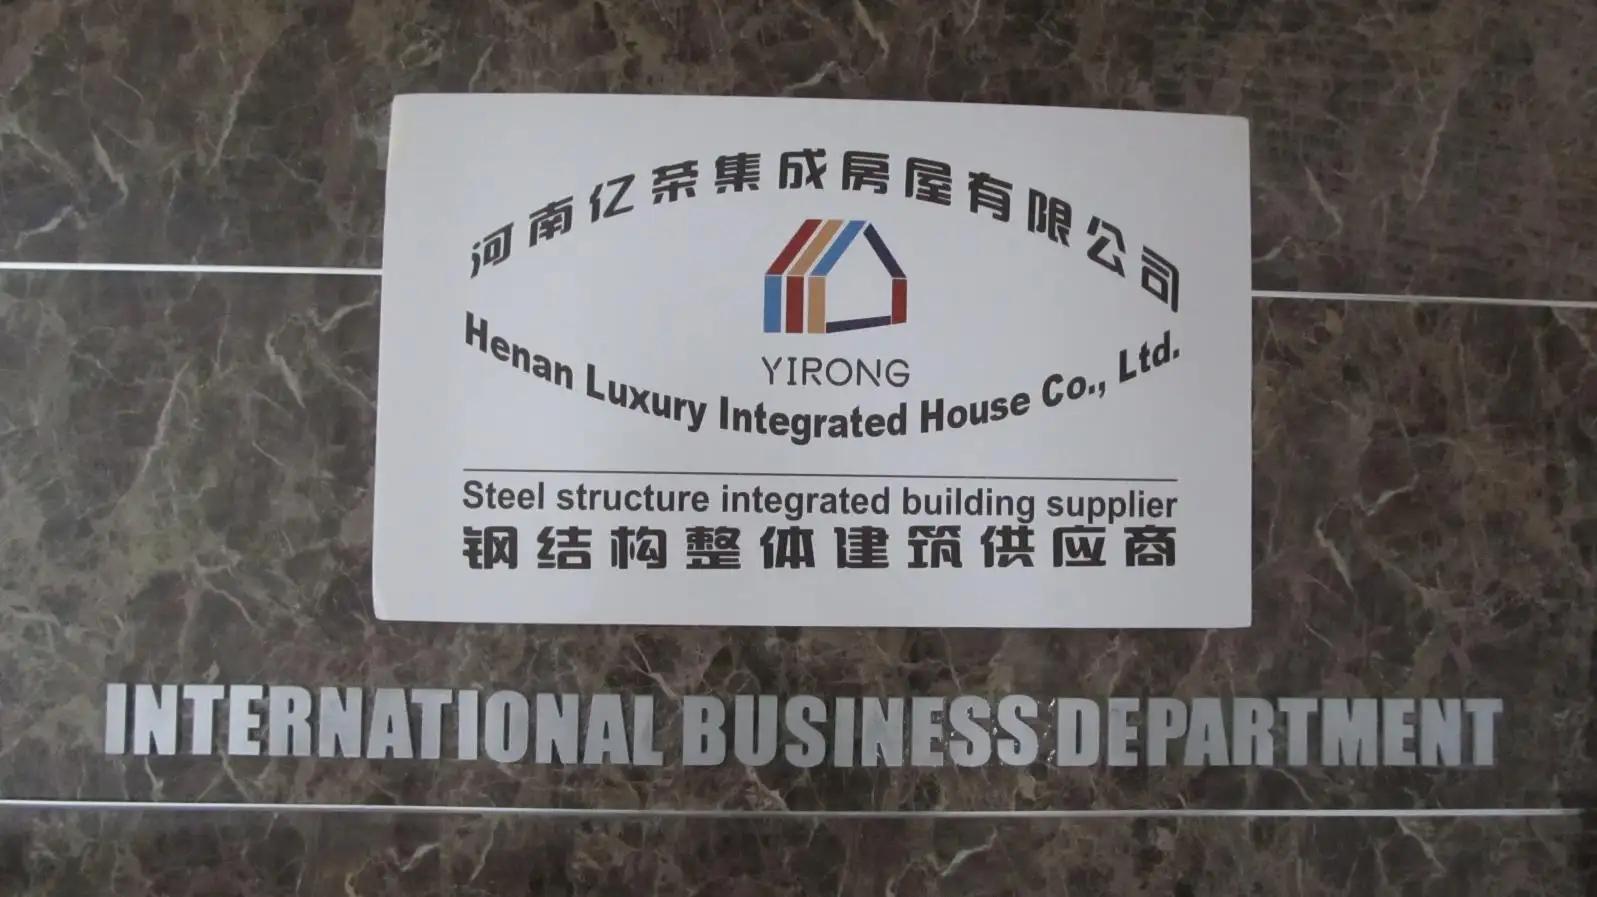 河南亿荣集成房屋有限公司
YIRONG
Henan Luxury Integrated House Co., Ltd.
Steel structure integrated building supplier
钢结构整体建筑供应商
INTERNATIONAL BUSINESS DEPARTMENT